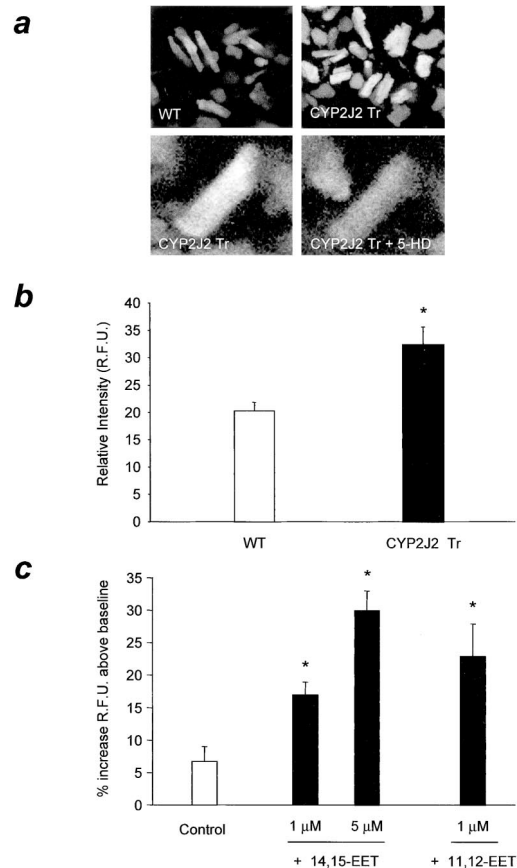 a
WT
CYP2J2 Tr
CYP2J2 Tr
CYP2J2 Tr + 5-HD
b
Relative Intensity (R.F.U.)
40
35
30
25
20
15
10
5
0
*
WT
CYP2J2 Tr
c
% increase R.F.U. above baseline
35
30
25
20
15
10
5
0
*
*
*
Control
1 µM
5 µM
1 µM
+ 14,15-EET
+ 11,12-EET